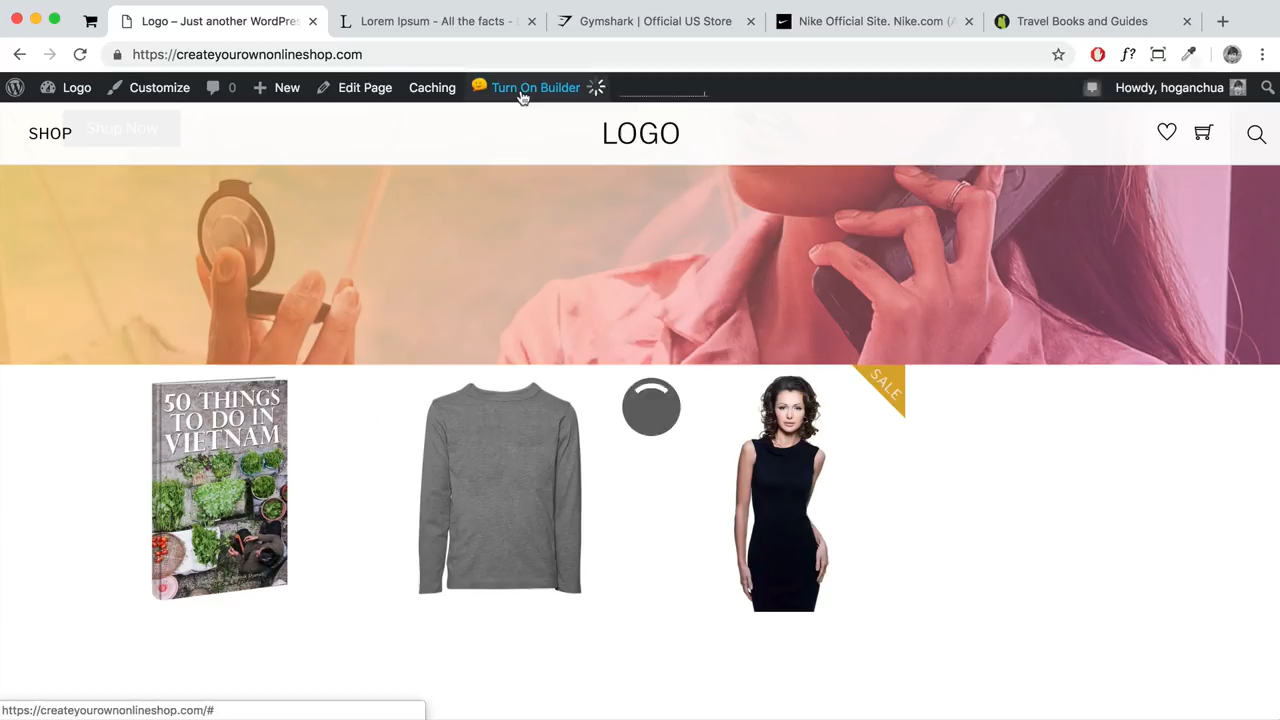 Logo – Just another WordPres
Lorem Ipsum - All the facts - L
Gymshark | Official US Store
Nike Official Site. Nike.com (A
Travel Books and Guides
https://createyourownonlineshop.com
f?
Logo
Customize
0
New
Edit Page
Caching
Turn On Builder
Howdy, hoganchua
SHOP
Shop Now
LOGO
SALE
50 THINGS
TO DO IN
VIETNAM
https://createyourownonlineshop.com/#